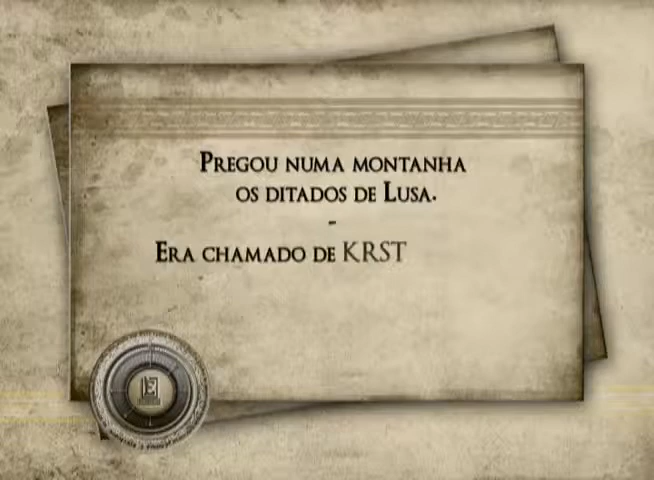 Pregou numa montanha
os ditados de Lusa.
-
Era chamado de KRST